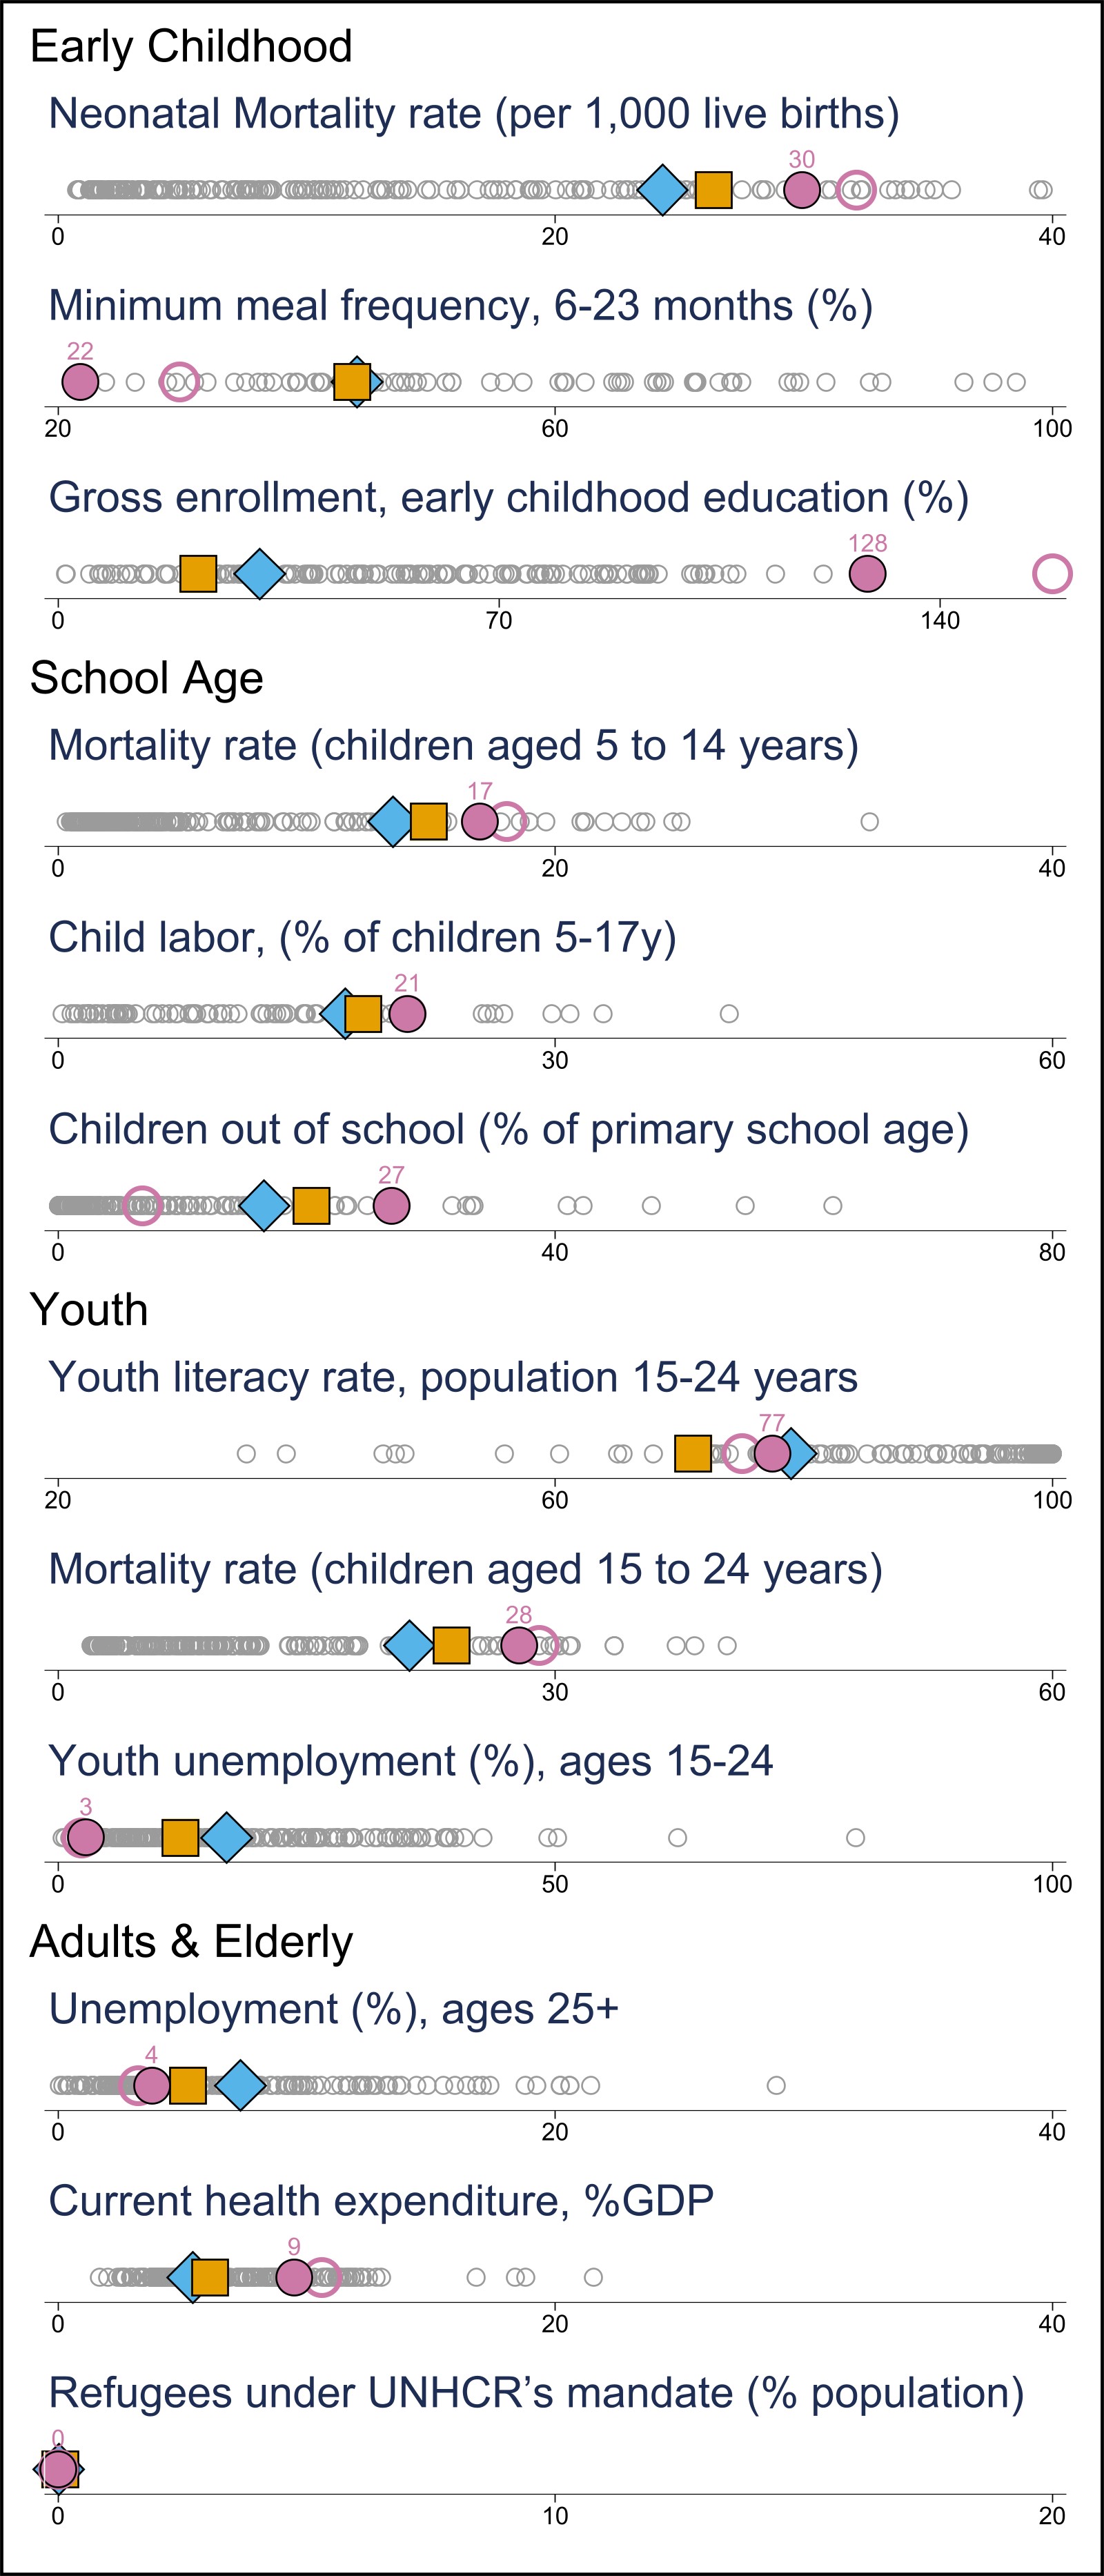 Early Childhood
Neonatal Mortality rate (per 1,000 live births)
30
0 20 40
Minimum meal frequency, 6-23 months (%)
22
20 60 100
Gross enrollment, early childhood education (%)
128
0 70 140
School Age
Mortality rate (children aged 5 to 14 years)
17
0 20 40
Child labor, (% of children 5-17y)
21
0 30 60
Children out of school (% of primary school age)
27
0 40 80
Youth
Youth literacy rate, population 15-24 years
77
20 60 100
Mortality rate (children aged 15 to 24 years)
28
0 30 60
Youth unemployment (%), ages 15-24
3
0 50 100
Adults & Elderly
Unemployment (%), ages 25+
4
0 20 40
Current health expenditure, %GDP
9
0 20 40
Refugees under UNHCR’s mandate (% population)
0
0 10 20